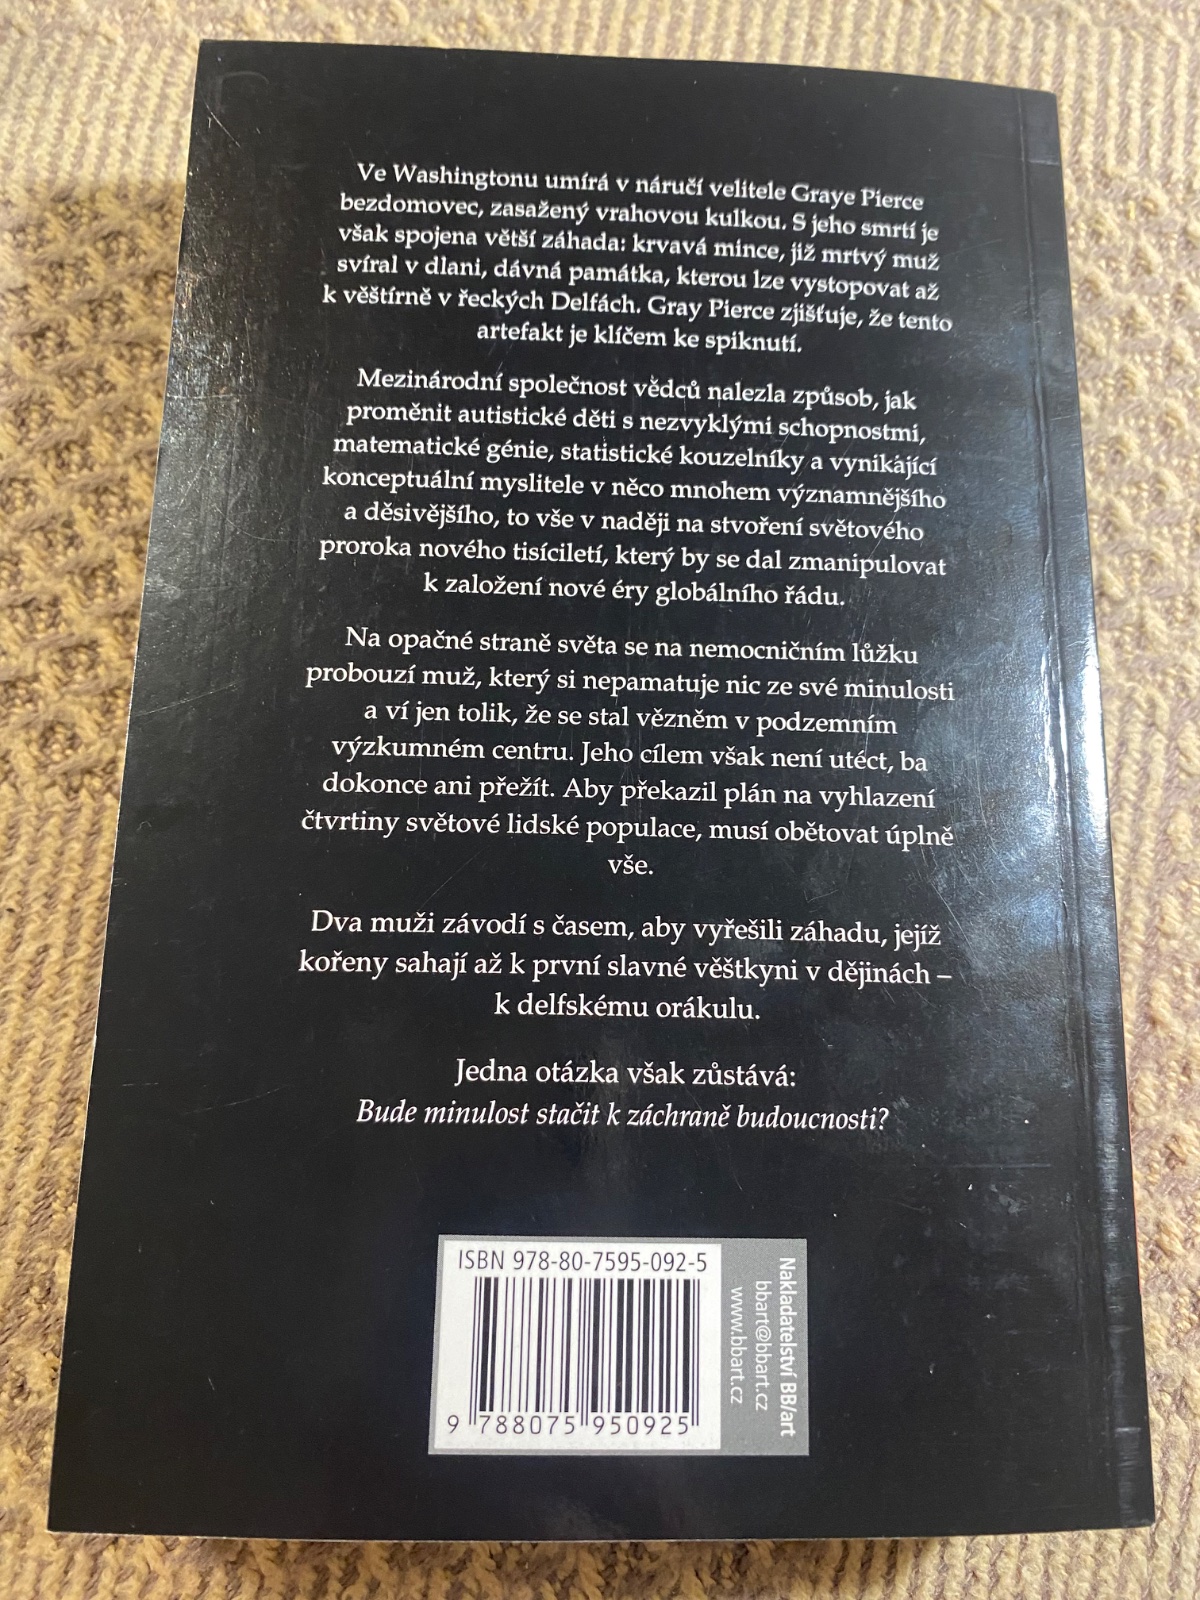 Ve Washingtonu umírá v náručí velitele Graye Pierce
bezdomovec, zasažený vrahovou kulkou. S jeho smrtí je
však spojena větší záhada: krvavá mince, již mrtvý muž
svíral v dlani, dávná památka, kterou lze vystopovat až
k věštírně v řeckých Delfách. Gray Pierce zjišťuje, že tento
artefakt je klíčem ke spiknutí.
Mezinárodní společnost vědců nalezla způsob, jak
proměnit autistické děti s nezvyklými schopnostmi,
matematické génie, statistické kouzelníky a vynikající
konceptuální myslitele v něco mnohem významnějšího
a děsivějšího, to vše v naději na stvoření světového
proroka nového tisíciletí, který by se dal zmanipulovat
k založení nové éry globálního řádu.
Na opačné straně světa se na nemocničním lůžku
probouzí muž, který si nepamatuje nic ze své minulosti
a ví jen tolik, že se stal vězněm v podzemním
výzkumném centru. Jeho cílem však není utéct, ba
dokonce ani přežít. Aby překazil plán na vyhlazení
čtvrtiny světové lidské populace, musí obětovat úplně
vše.
Dva muži závodí s časem, aby vyřešili záhadu, jejíž
kořeny sahají až k první slavné věštkyni v dějinách –
k delfskému orákulu.
Jedna otázka však zůstává:
Bude minulost stačit k záchraně budoucnosti?
ISBN 978-80-7595-092-5
9 788075 950925
Nakladatelství BB/art
bbart@bbart.cz
www.bbart.cz